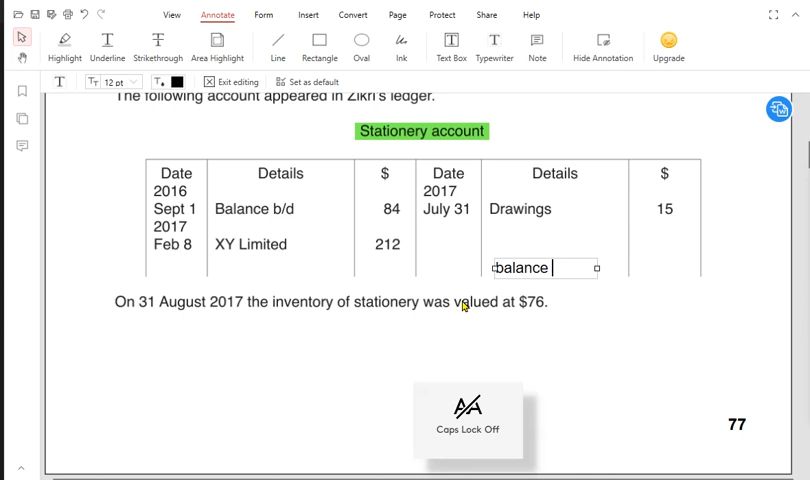 View Annotate Form Insert Convert Page Protect Share Help
Highlight Underline Strikethrough Area Highlight Line Rectangle Oval Ink Text Box Typewriter Note Hide Annotation Upgrade
12 pt Exit editing Set as default
The following account appeared in Zikri's ledger.
Stationery account
Date Details $ Date Details $
2016 2017
Sept 1 Balance b/d 84 July 31 Drawings 15
2017
Feb 8 XY Limited 212
balance
On 31 August 2017 the inventory of stationery was valued at $76.
Caps Lock Off
77